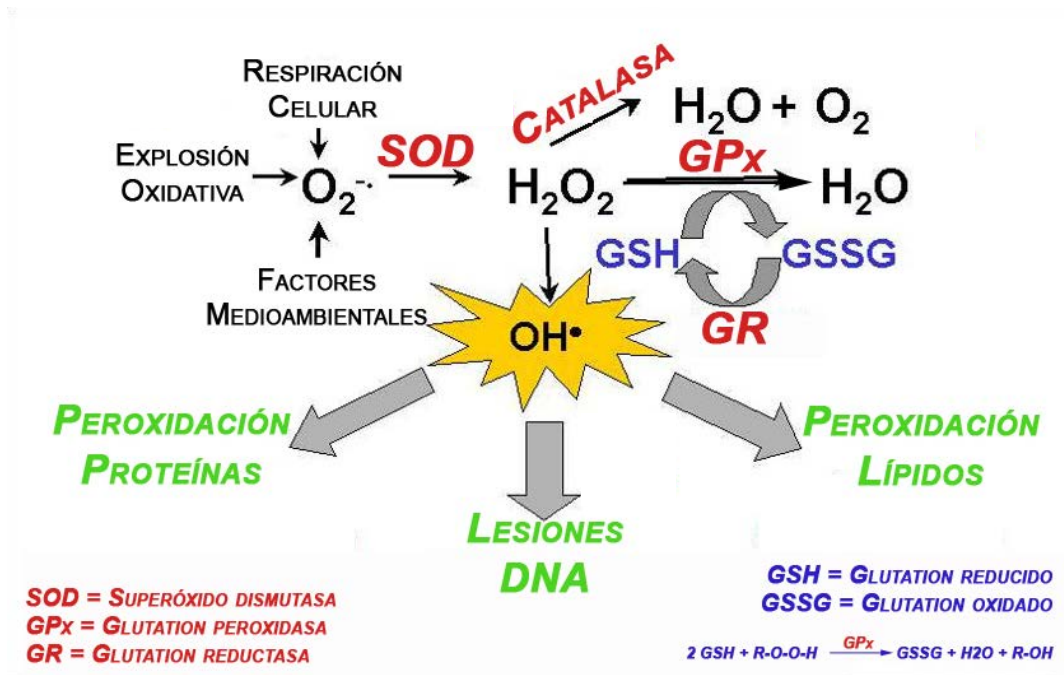 RESPIRACIÓN
CELULAR
EXPLOSIÓN
OXIDATIVA
O₂⁻·
SOD
H₂O₂
CATALASA
H₂O + O₂
GPX
H₂O
GSH
GSSG
GR
FACTORES
MEDIOAMBIENTALES
OH•
PEROXIDACIÓN
PROTEÍNAS
LESIONES
DNA
PEROXIDACIÓN
LÍPIDOS
SOD = SUPERÓXIDO DISMUTASA
GPX = GLUTATION PEROXIDASA
GR = GLUTATION REDUCTASA
GSH = GLUTATION REDUCIDO
GSSG = GLUTATION OXIDADO
GPX
2 GSH + R-O-O-H → GSSG + H2O + R-OH